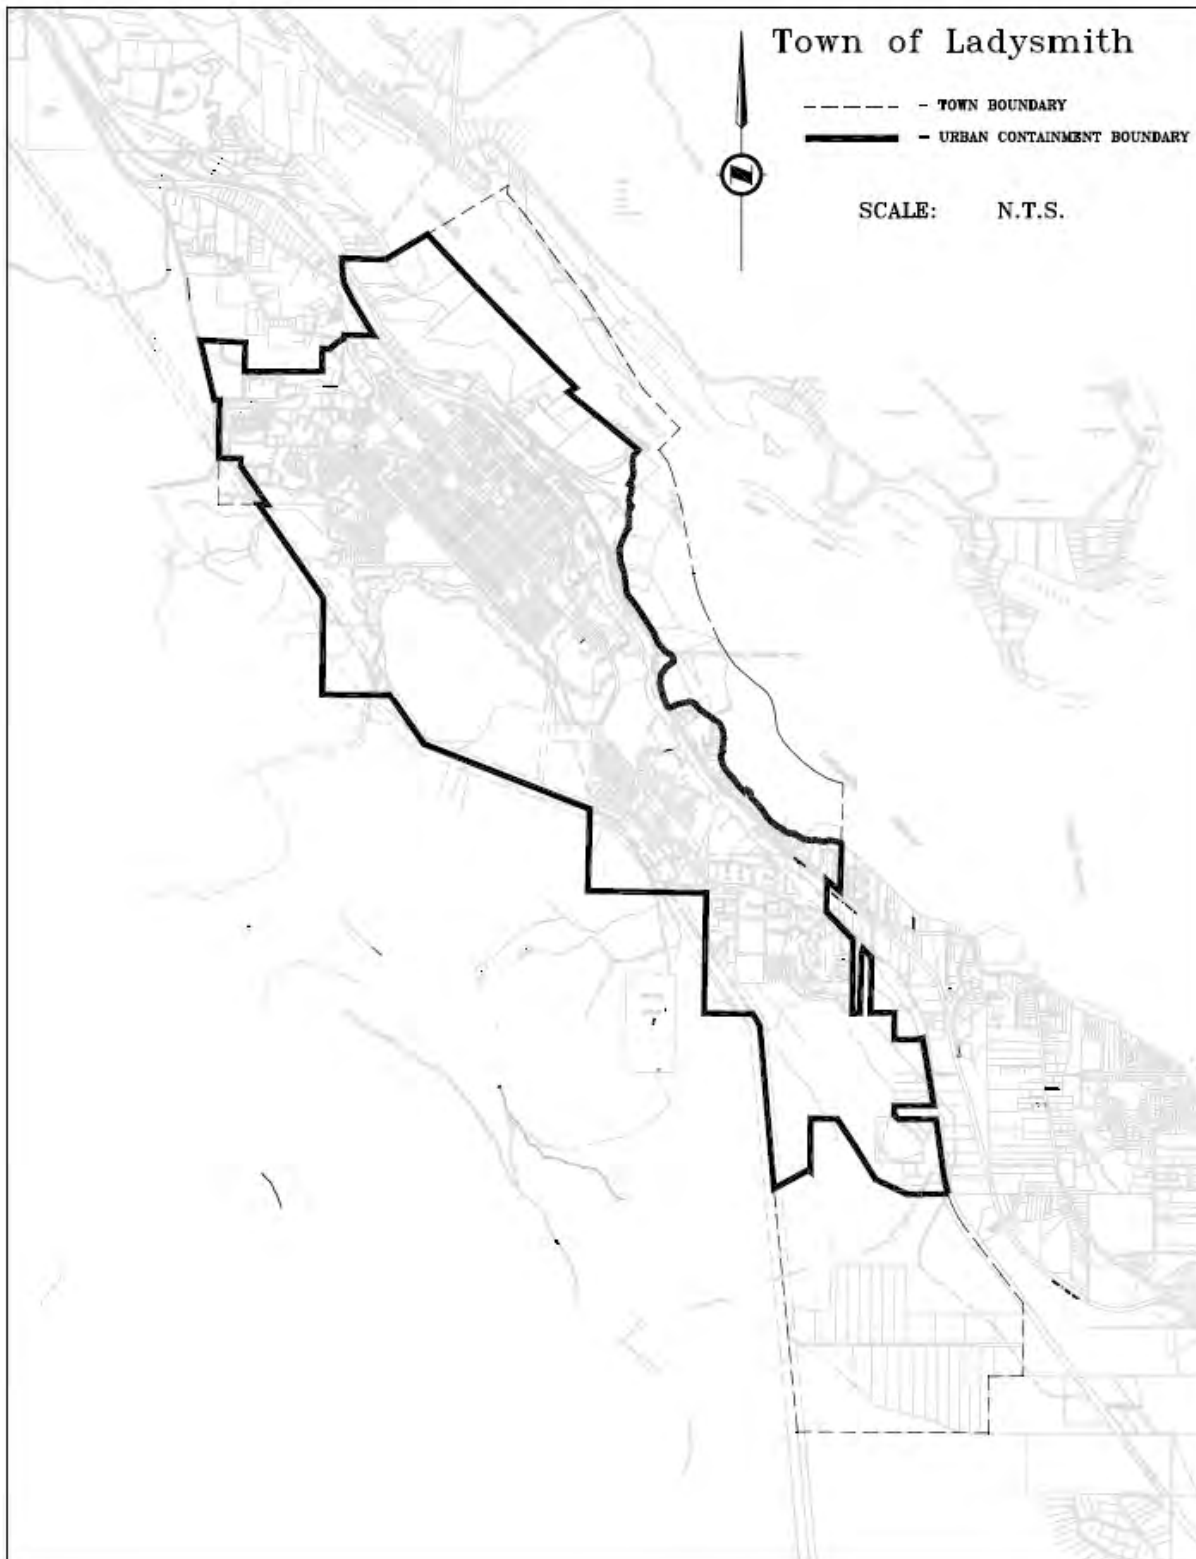 Town of Ladysmith
- TOWN BOUNDARY
- URBAN CONTAINMENT BOUNDARY
SCALE: N.T.S.